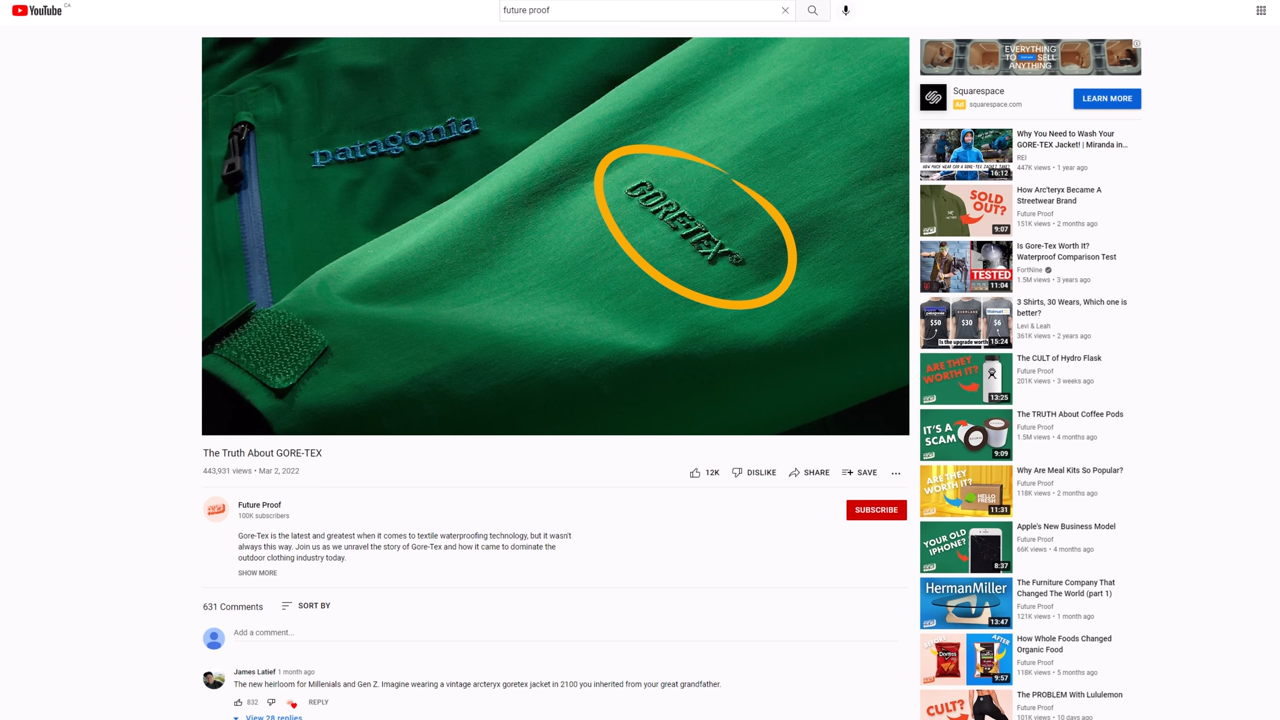 YouTube CA
future proof
patagonia
GORE-TEX®
The Truth About GORE-TEX
443,931 views • Mar 2, 2022
12K
DISLIKE
SHARE
SAVE
Future Proof
100K subscribers
SUBSCRIBE
Gore-Tex is the latest and greatest when it comes to textile waterproofing technology, but it wasn't
always this way. Join us as we unravel the story of Gore-Tex and how it came to dominate the
outdoor clothing industry today.
SHOW MORE
631 Comments
SORT BY
Add a comment...
James Latief 1 month ago
The new heirloom for Millenials and Gen Z. Imagine wearing a vintage arcteryx goretex jacket in 2100 you inherited from your great grandfather.
832
REPLY
View 28 replies
EVERYTHING
TO SELL
ANYTHING
Squarespace
Ad squarespace.com
LEARN MORE
16:12
Why You Need to Wash Your
GORE-TEX Jacket! | Miranda in...
REI
447K views • 1 year ago
SOLD
OUT?
9:07
How Arc'teryx Became A
Streetwear Brand
Future Proof
151K views • 2 months ago
TESTED
11:04
Is Gore-Tex Worth It?
Waterproof Comparison Test
FortNine
1.5M views • 3 years ago
patagonia
EVERLANE
Walmart
$50
$30
$6
Is the upgrade worth
15:24
3 Shirts, 30 Wears, Which one is
better?
Levi & Leah
361K views • 2 years ago
ARE THEY
WORTH IT?
13:25
The CULT of Hydro Flask
Future Proof
201K views • 3 weeks ago
IT'S A
SCAM
9:09
The TRUTH About Coffee Pods
Future Proof
1.5M views • 4 months ago
ARE THEY
WORTH IT?
HELLO
FRESH
11:31
Why Are Meal Kits So Popular?
Future Proof
118K views • 2 months ago
YOUR OLD
IPHONE?
8:37
Apple's New Business Model
Future Proof
66K views • 4 months ago
HermanMiller
13:47
The Furniture Company That
Changed The World (part 1)
Future Proof
121K views • 1 month ago
AFTER
Doritos
9:57
How Whole Foods Changed
Organic Food
Future Proof
118K views • 5 months ago
CULT?
The PROBLEM With Lululemon
Future Proof
101K views • 10 days ago